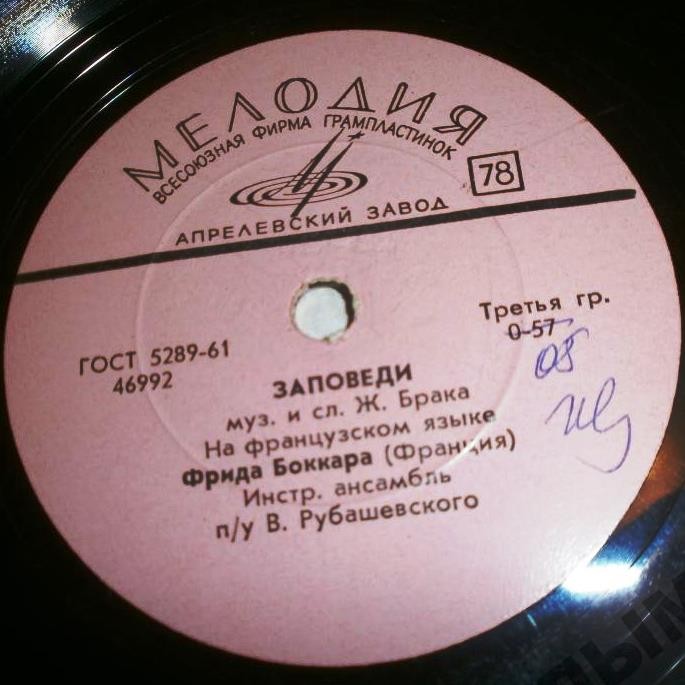 МЕЛОДИЯ
ВСЕСОЮЗНАЯ ФИРМА ГРАМПЛАСТИНОК
78
АПРЕЛЕВСКИЙ ЗАВОД
Третья гр.
0-57
05
ГОСТ 5289-61
46992
ЗАПОВЕДИ
муз. и сл. Ж. Брака
На французском языке
Фрида Боккара (Франция)
Инстр. ансамбль
п/у В. Рубашевского